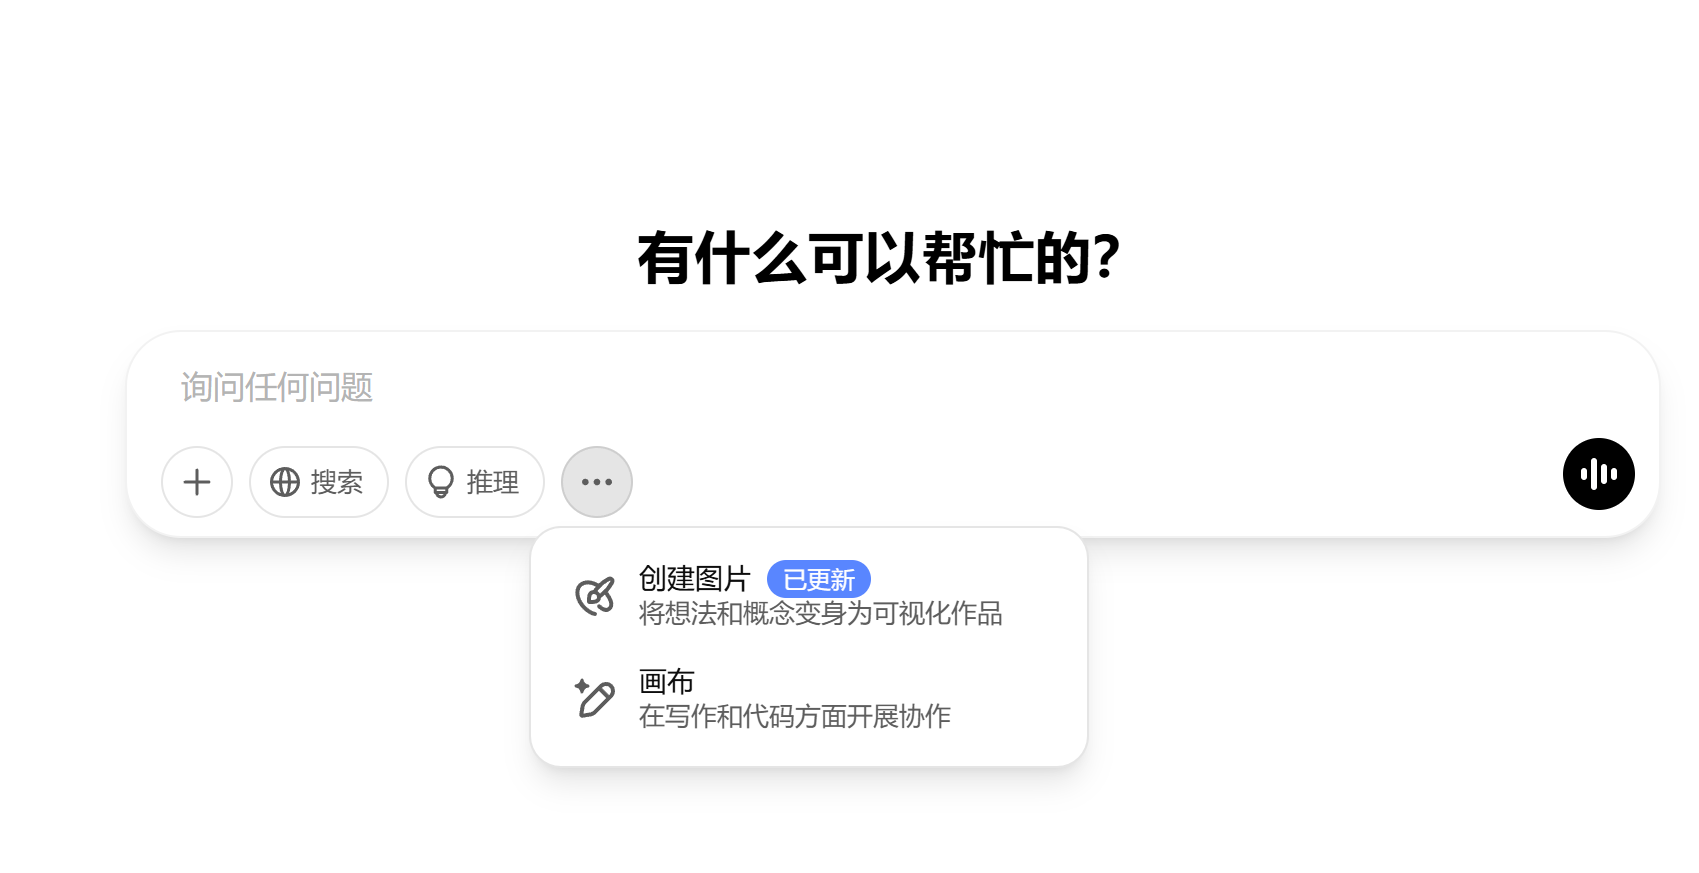 有什么可以帮忙的?
询问任何问题
搜索
推理
创建图片 已更新
将想法和概念变身为可视化作品
画布
在写作和代码方面开展协作